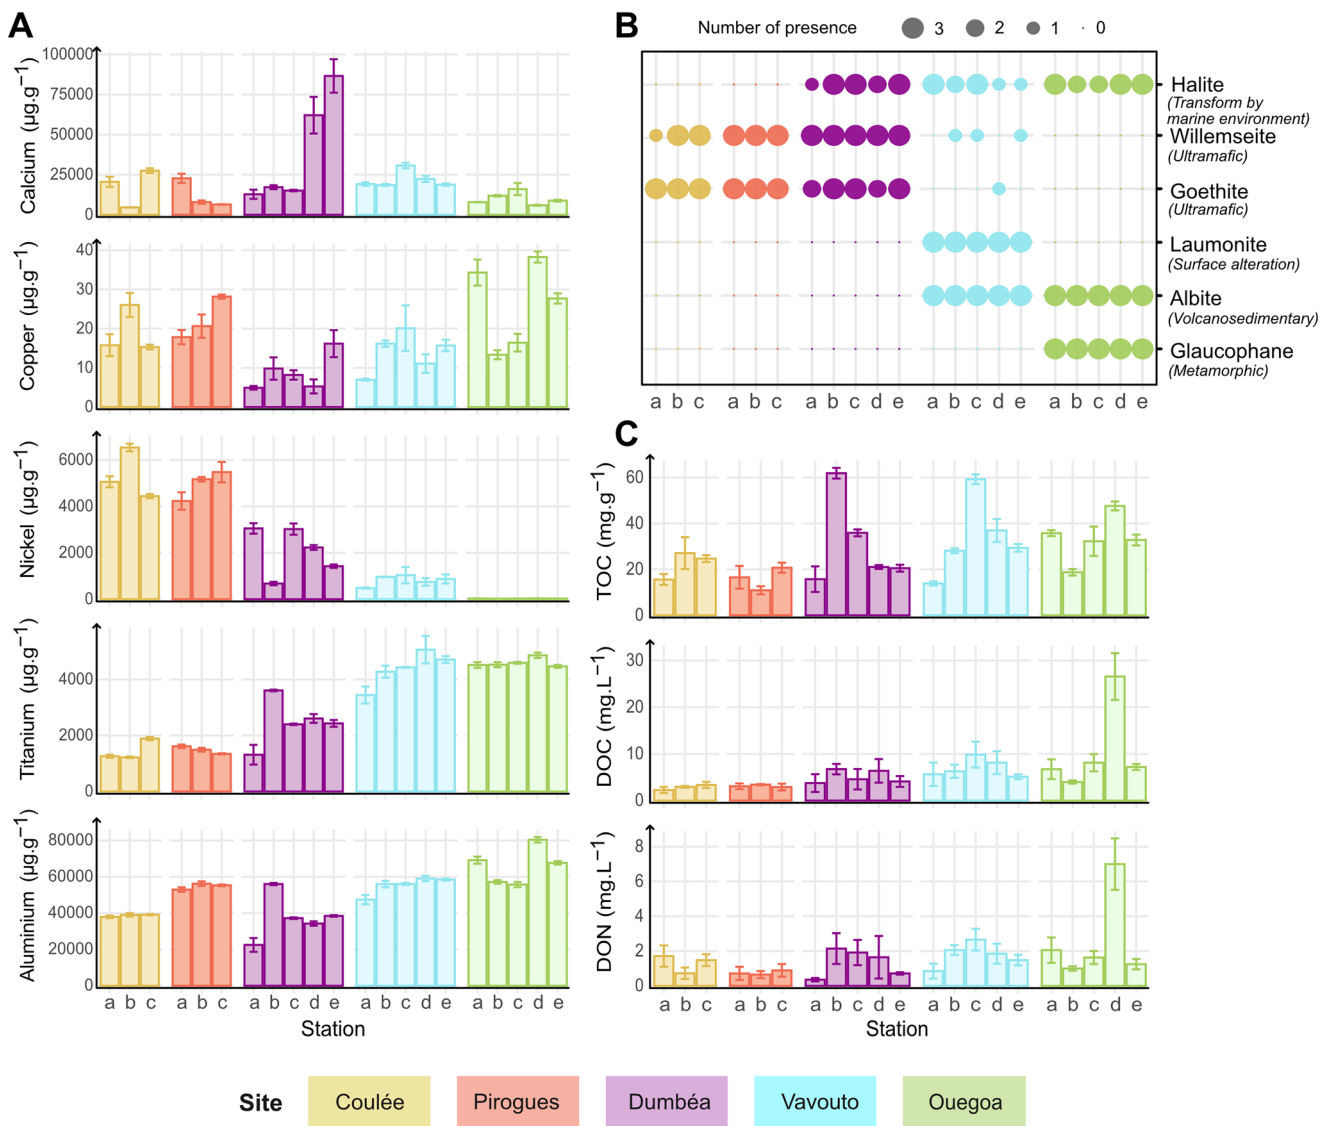 A
Calcium (µg.g−1)
100000
75000
50000
25000
0
Copper (µg.g−1)
40
30
20
10
0
Nickel (µg.g−1)
6000
4000
2000
0
Titanium (µg.g−1)
4000
2000
0
Aluminium (µg.g−1)
80000
60000
40000
20000
0
a b c a b c a b c d e a b c d e a b c d e
Station
B
Number of presence 3 2 1 0
Halite
(Transform by
marine environment)
Willemseite
(Ultramafic)
Goethite
(Ultramafic)
Laumonite
(Surface alteration)
Albite
(Volcanosedimentary)
Glaucophane
(Metamorphic)
a b c a b c a b c d e a b c d e a b c d e
C
TOC (mg.g−1)
60
40
20
0
DOC (mg.L−1)
30
20
10
0
DON (mg.L−1)
8
6
4
2
0
a b c a b c a b c d e a b c d e a b c d e
Station
Site Coulée Pirogues Dumbéa Vavouto Ouegoa